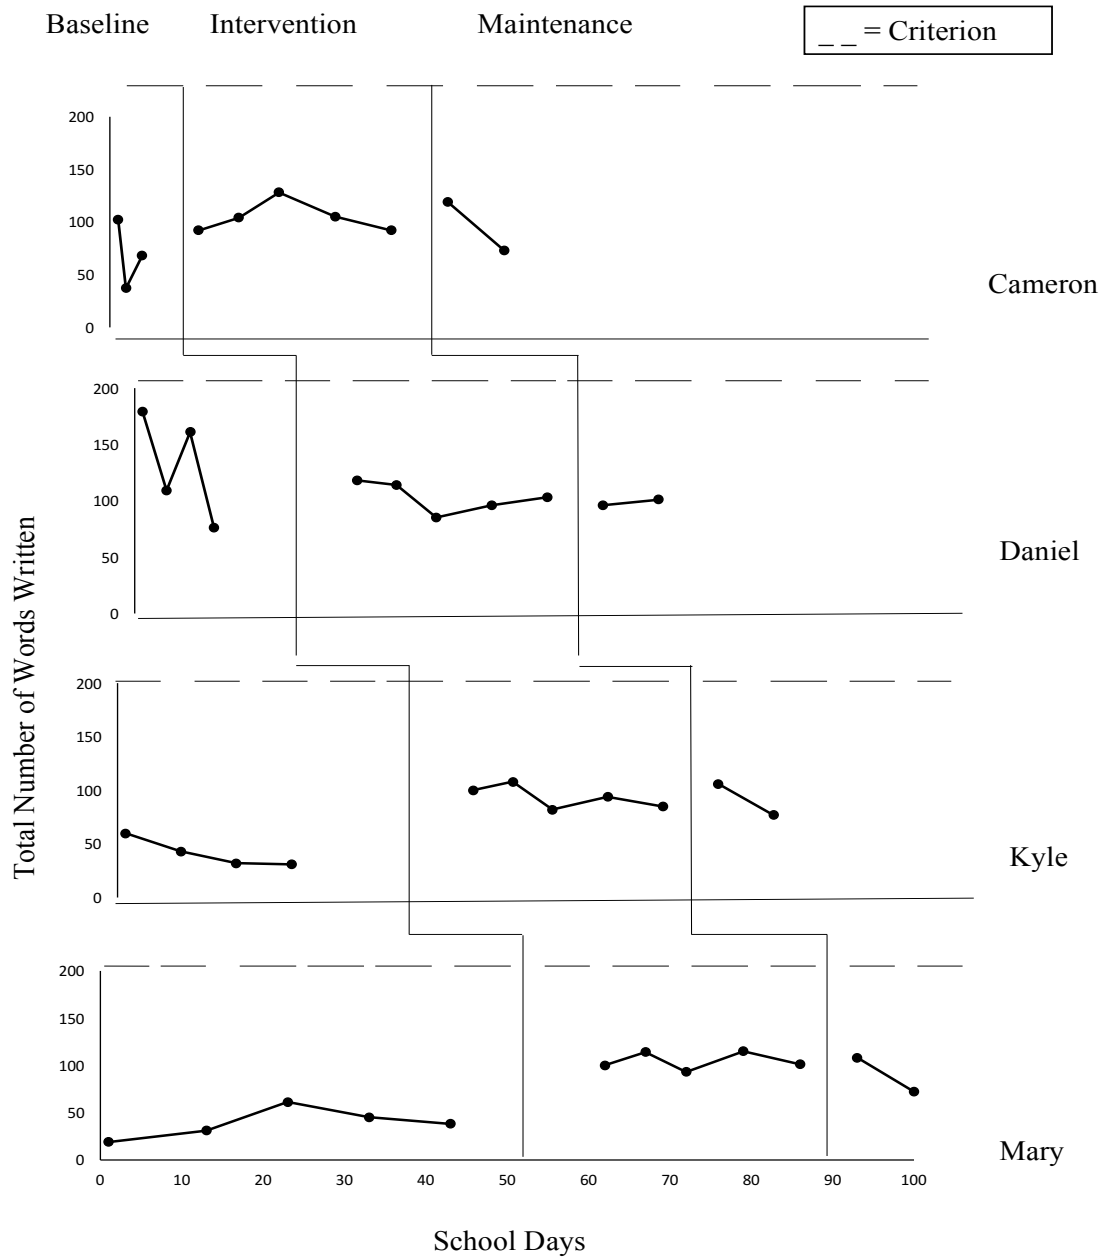 Baseline Intervention Maintenance
_ _ = Criterion
200
150
100
50
0
Cameron
200
150
100
50
0
Daniel
Total Number of Words Written
200
150
100
50
0
Kyle
200
150
100
50
0
Mary
0 10 20 30 40 50 60 70 80 90 100
School Days